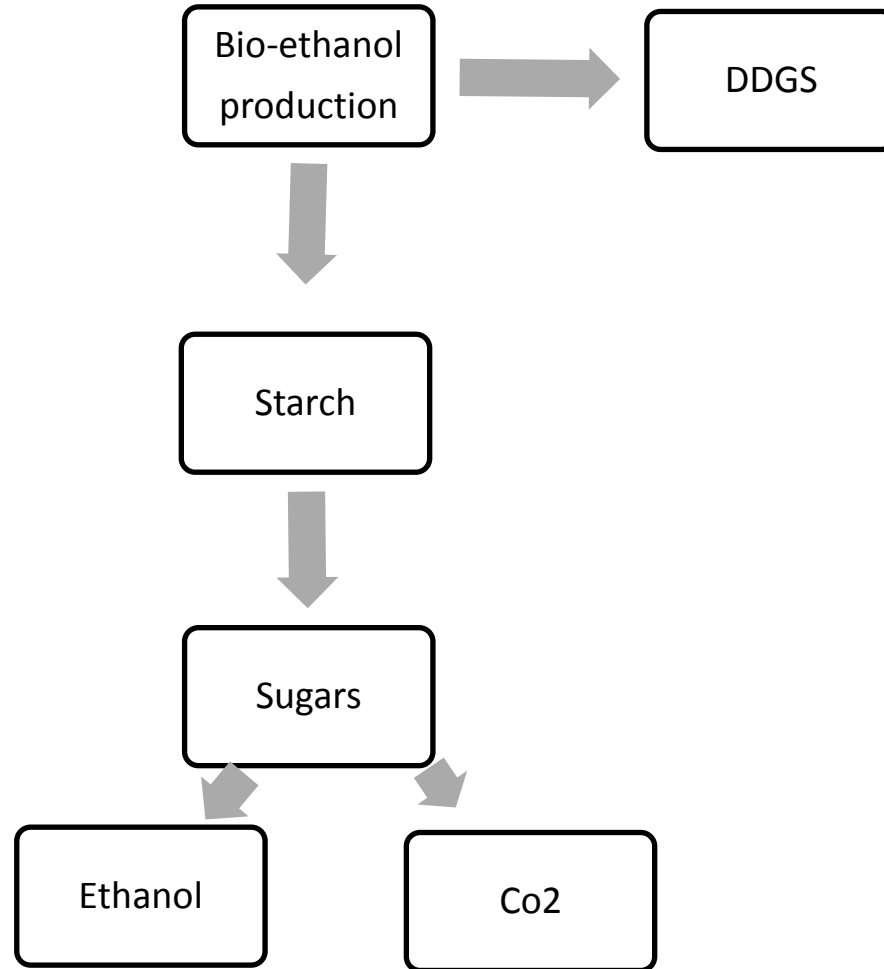 Bio-ethanol
production
DDGS
Starch
Sugars
Ethanol
Co2